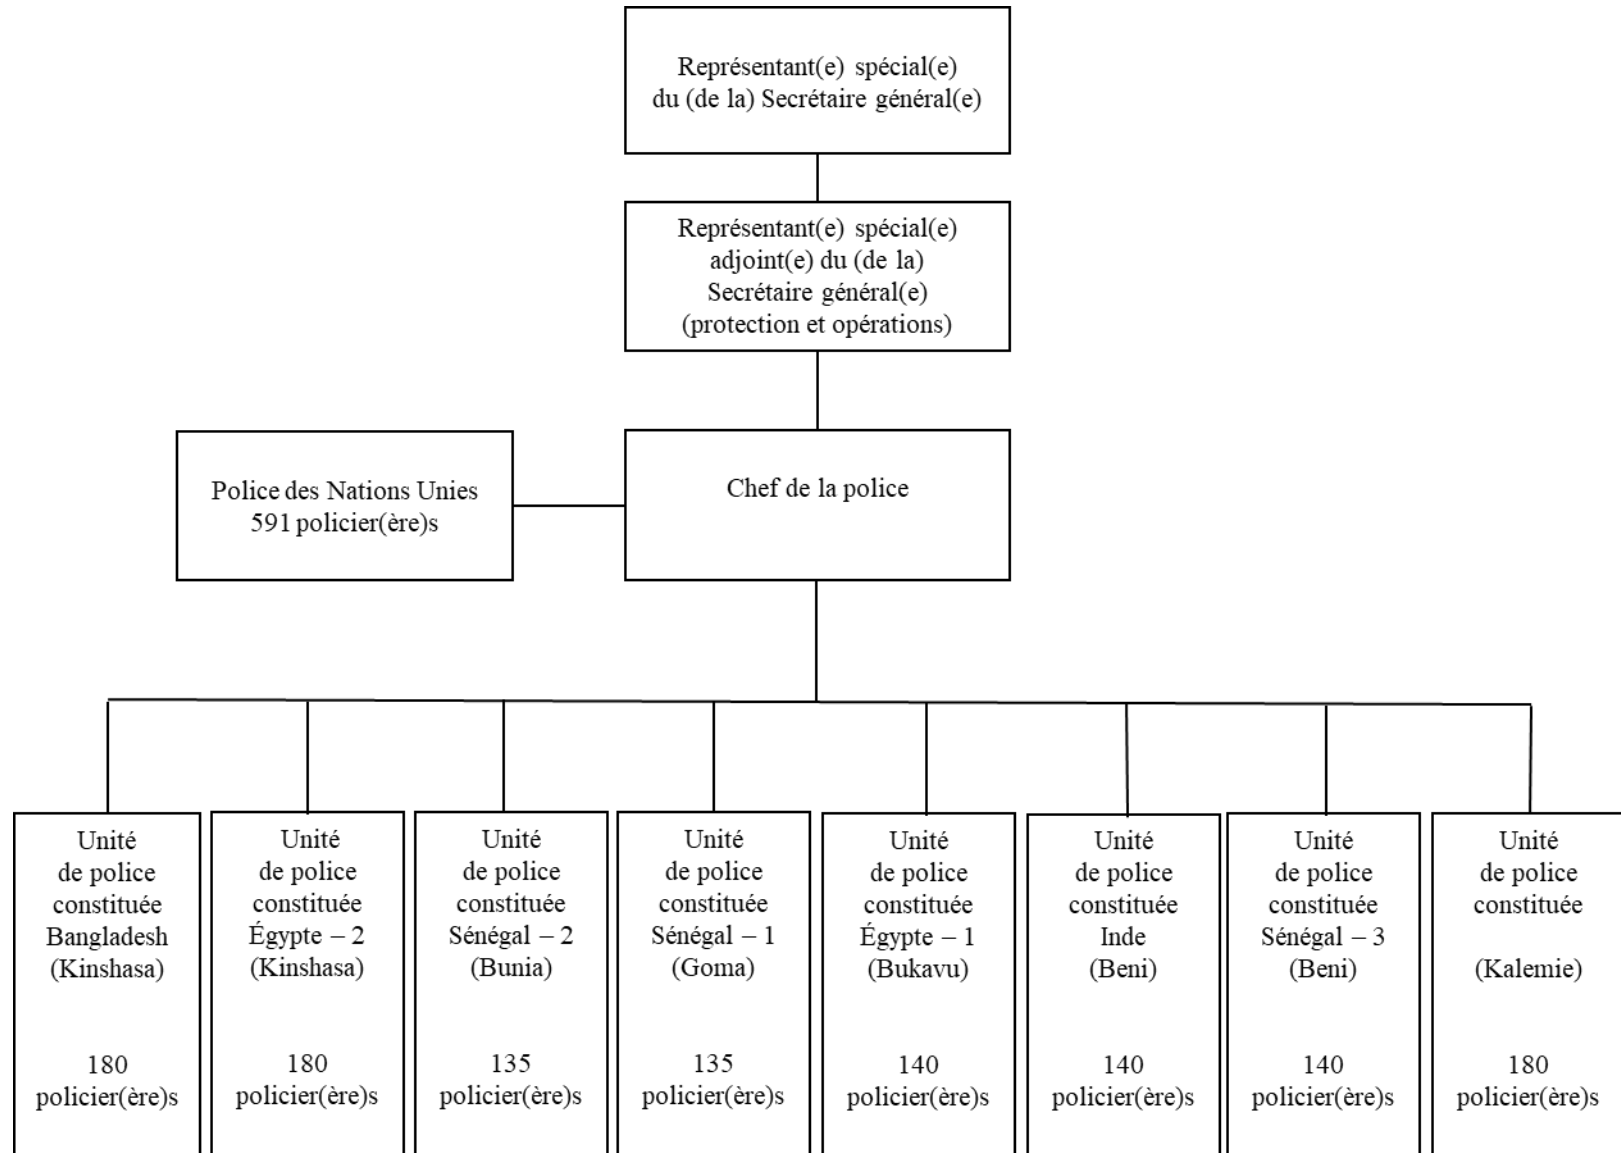 Représentant(e) spécial(e)
du (de la) Secrétaire général(e)
Représentant(e) spécial(e)
adjoint(e) du (de la)
Secrétaire général(e)
(protection et opérations)
Police des Nations Unies
591 policier(ère)s
Chef de la police
Unité
de police
constituée
Bangladesh
(Kinshasa)
180
policier(ère)s
Unité
de police
constituée
Égypte – 2
(Kinshasa)
180
policier(ère)s
Unité
de police
constituée
Sénégal – 2
(Bunia)
135
policier(ère)s
Unité
de police
constituée
Sénégal – 1
(Goma)
135
policier(ère)s
Unité
de police
constituée
Égypte – 1
(Bukavu)
140
policier(ère)s
Unité
de police
constituée
Inde
(Beni)
140
policier(ère)s
Unité
de police
constituée
Sénégal – 3
(Beni)
140
policier(ère)s
Unité
de police
constituée
(Kalemie)
180
policier(ère)s